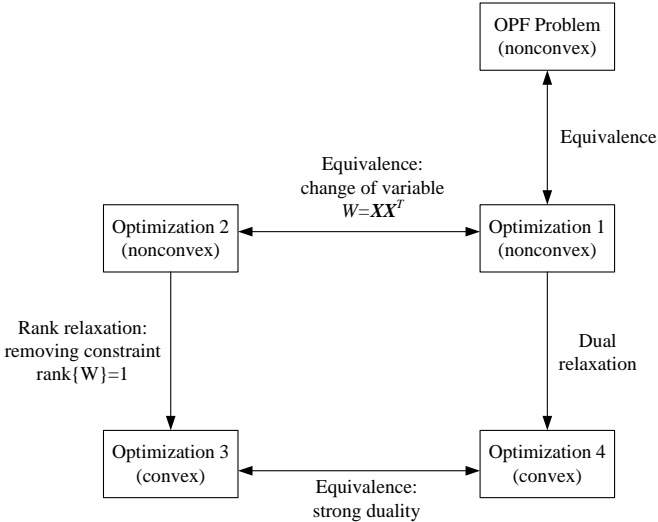 OPF Problem
(nonconvex)
Equivalence
Equivalence:
change of variable
W=XX^T
Optimization 2
(nonconvex)
Optimization 1
(nonconvex)
Rank relaxation:
removing constraint
rank{W}=1
Dual
relaxation
Optimization 3
(convex)
Optimization 4
(convex)
Equivalence:
strong duality